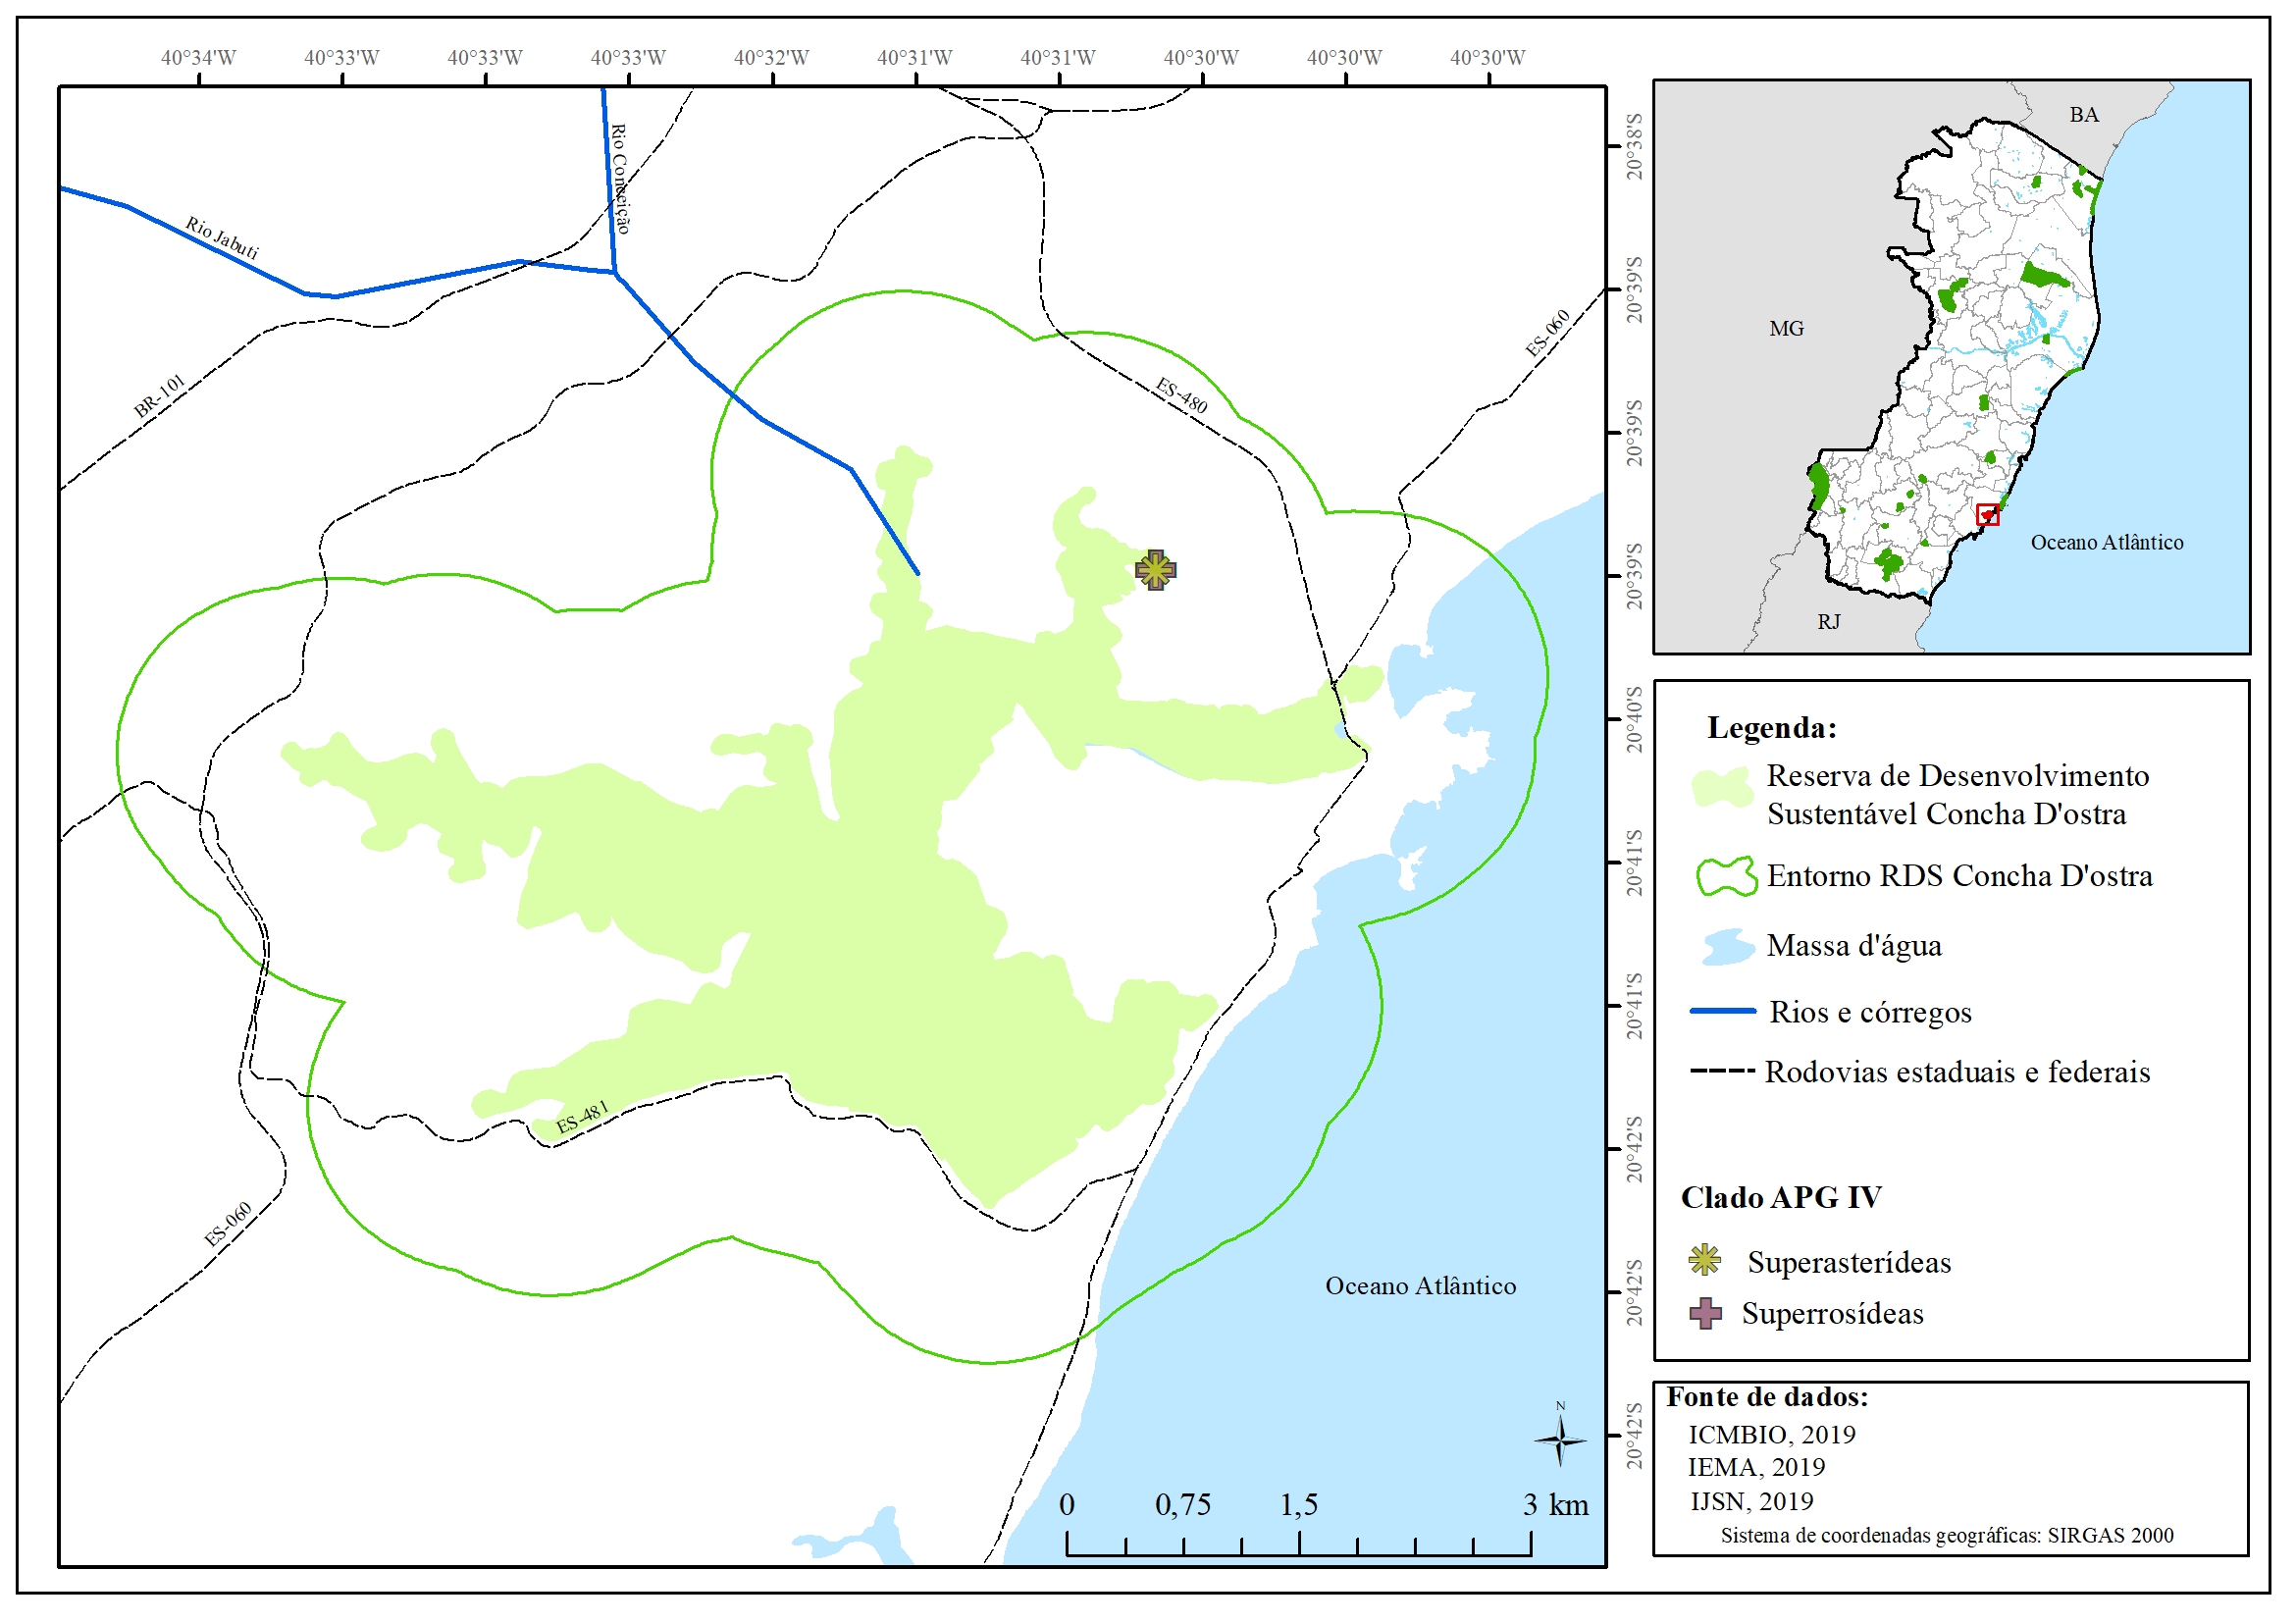 40°34'W 40°33'W 40°33'W 40°33'W 40°32'W 40°31'W 40°31'W 40°30'W 40°30'W 40°30'W
20°38'S
20°39'S
20°39'S
20°39'S
20°40'S
20°41'S
20°41'S
20°42'S
20°42'S
20°42'S
Rio Conceição
Rio Jabuti
BR-101
ES-480
ES-060
ES-481
ES-060
Oceano Atlântico
N
0 0,75 1,5 3 km
BA
MG
Oceano Atlântico
RJ
Legenda:
Reserva de Desenvolvimento
Sustentável Concha D'ostra
Entorno RDS Concha D'ostra
Massa d'água
Rios e córregos
Rodovias estaduais e federais
Clado APG IV
Superasterídeas
Superrosídeas
Fonte de dados:
ICMBIO, 2019
IEMA, 2019
IJSN, 2019
Sistema de coordenadas geográficas: SIRGAS 2000